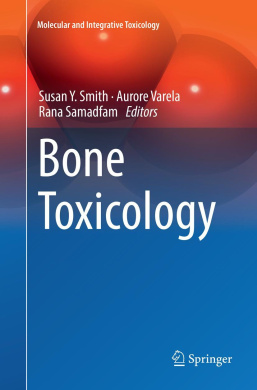 Molecular and Integrative Toxicology
Susan Y. Smith · Aurore Varela
Rana Samadfam Editors
Bone
Toxicology
Springer